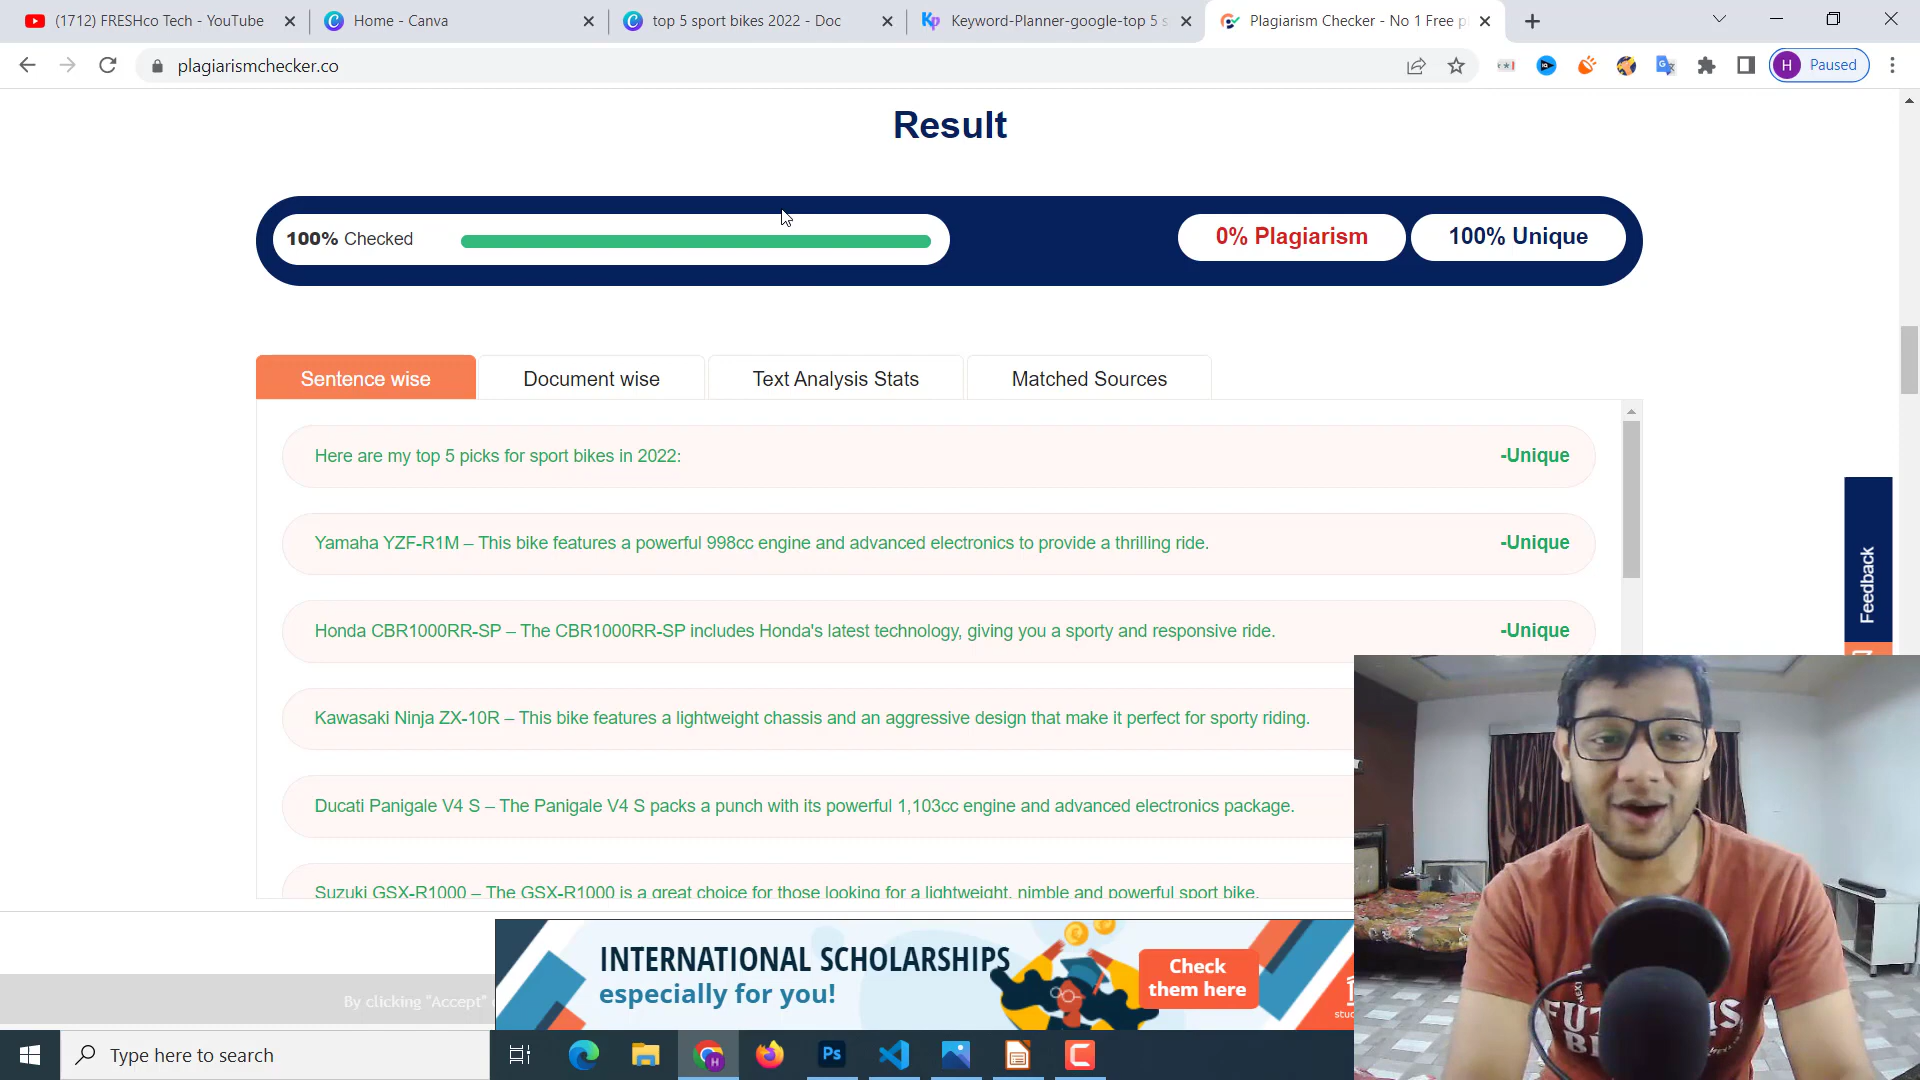 (1712) FRESHco Tech - YouTube
Home - Canva
top 5 sport bikes 2022 - Doc
Keyword-Planner-google-top 5 s
Plagiarism Checker - No 1 Free p
plagiarismchecker.co
H Paused
Result
100% Checked
0% Plagiarism
100% Unique
Sentence wise
Document wise
Text Analysis Stats
Matched Sources
Here are my top 5 picks for sport bikes in 2022:
-Unique
Yamaha YZF-R1M – This bike features a powerful 998cc engine and advanced electronics to provide a thrilling ride.
-Unique
Honda CBR1000RR-SP – The CBR1000RR-SP includes Honda's latest technology, giving you a sporty and responsive ride.
-Unique
Kawasaki Ninja ZX-10R – This bike features a lightweight chassis and an aggressive design that make it perfect for sporty riding.
Ducati Panigale V4 S – The Panigale V4 S packs a punch with its powerful 1,103cc engine and advanced electronics package.
Suzuki GSX-R1000 – The GSX-R1000 is a great choice for those looking for a lightweight, nimble and powerful sport bike.
Feedback
INTERNATIONAL SCHOLARSHIPS
especially for you!
Check
them here
By clicking "Accept"
Type here to search
Ps